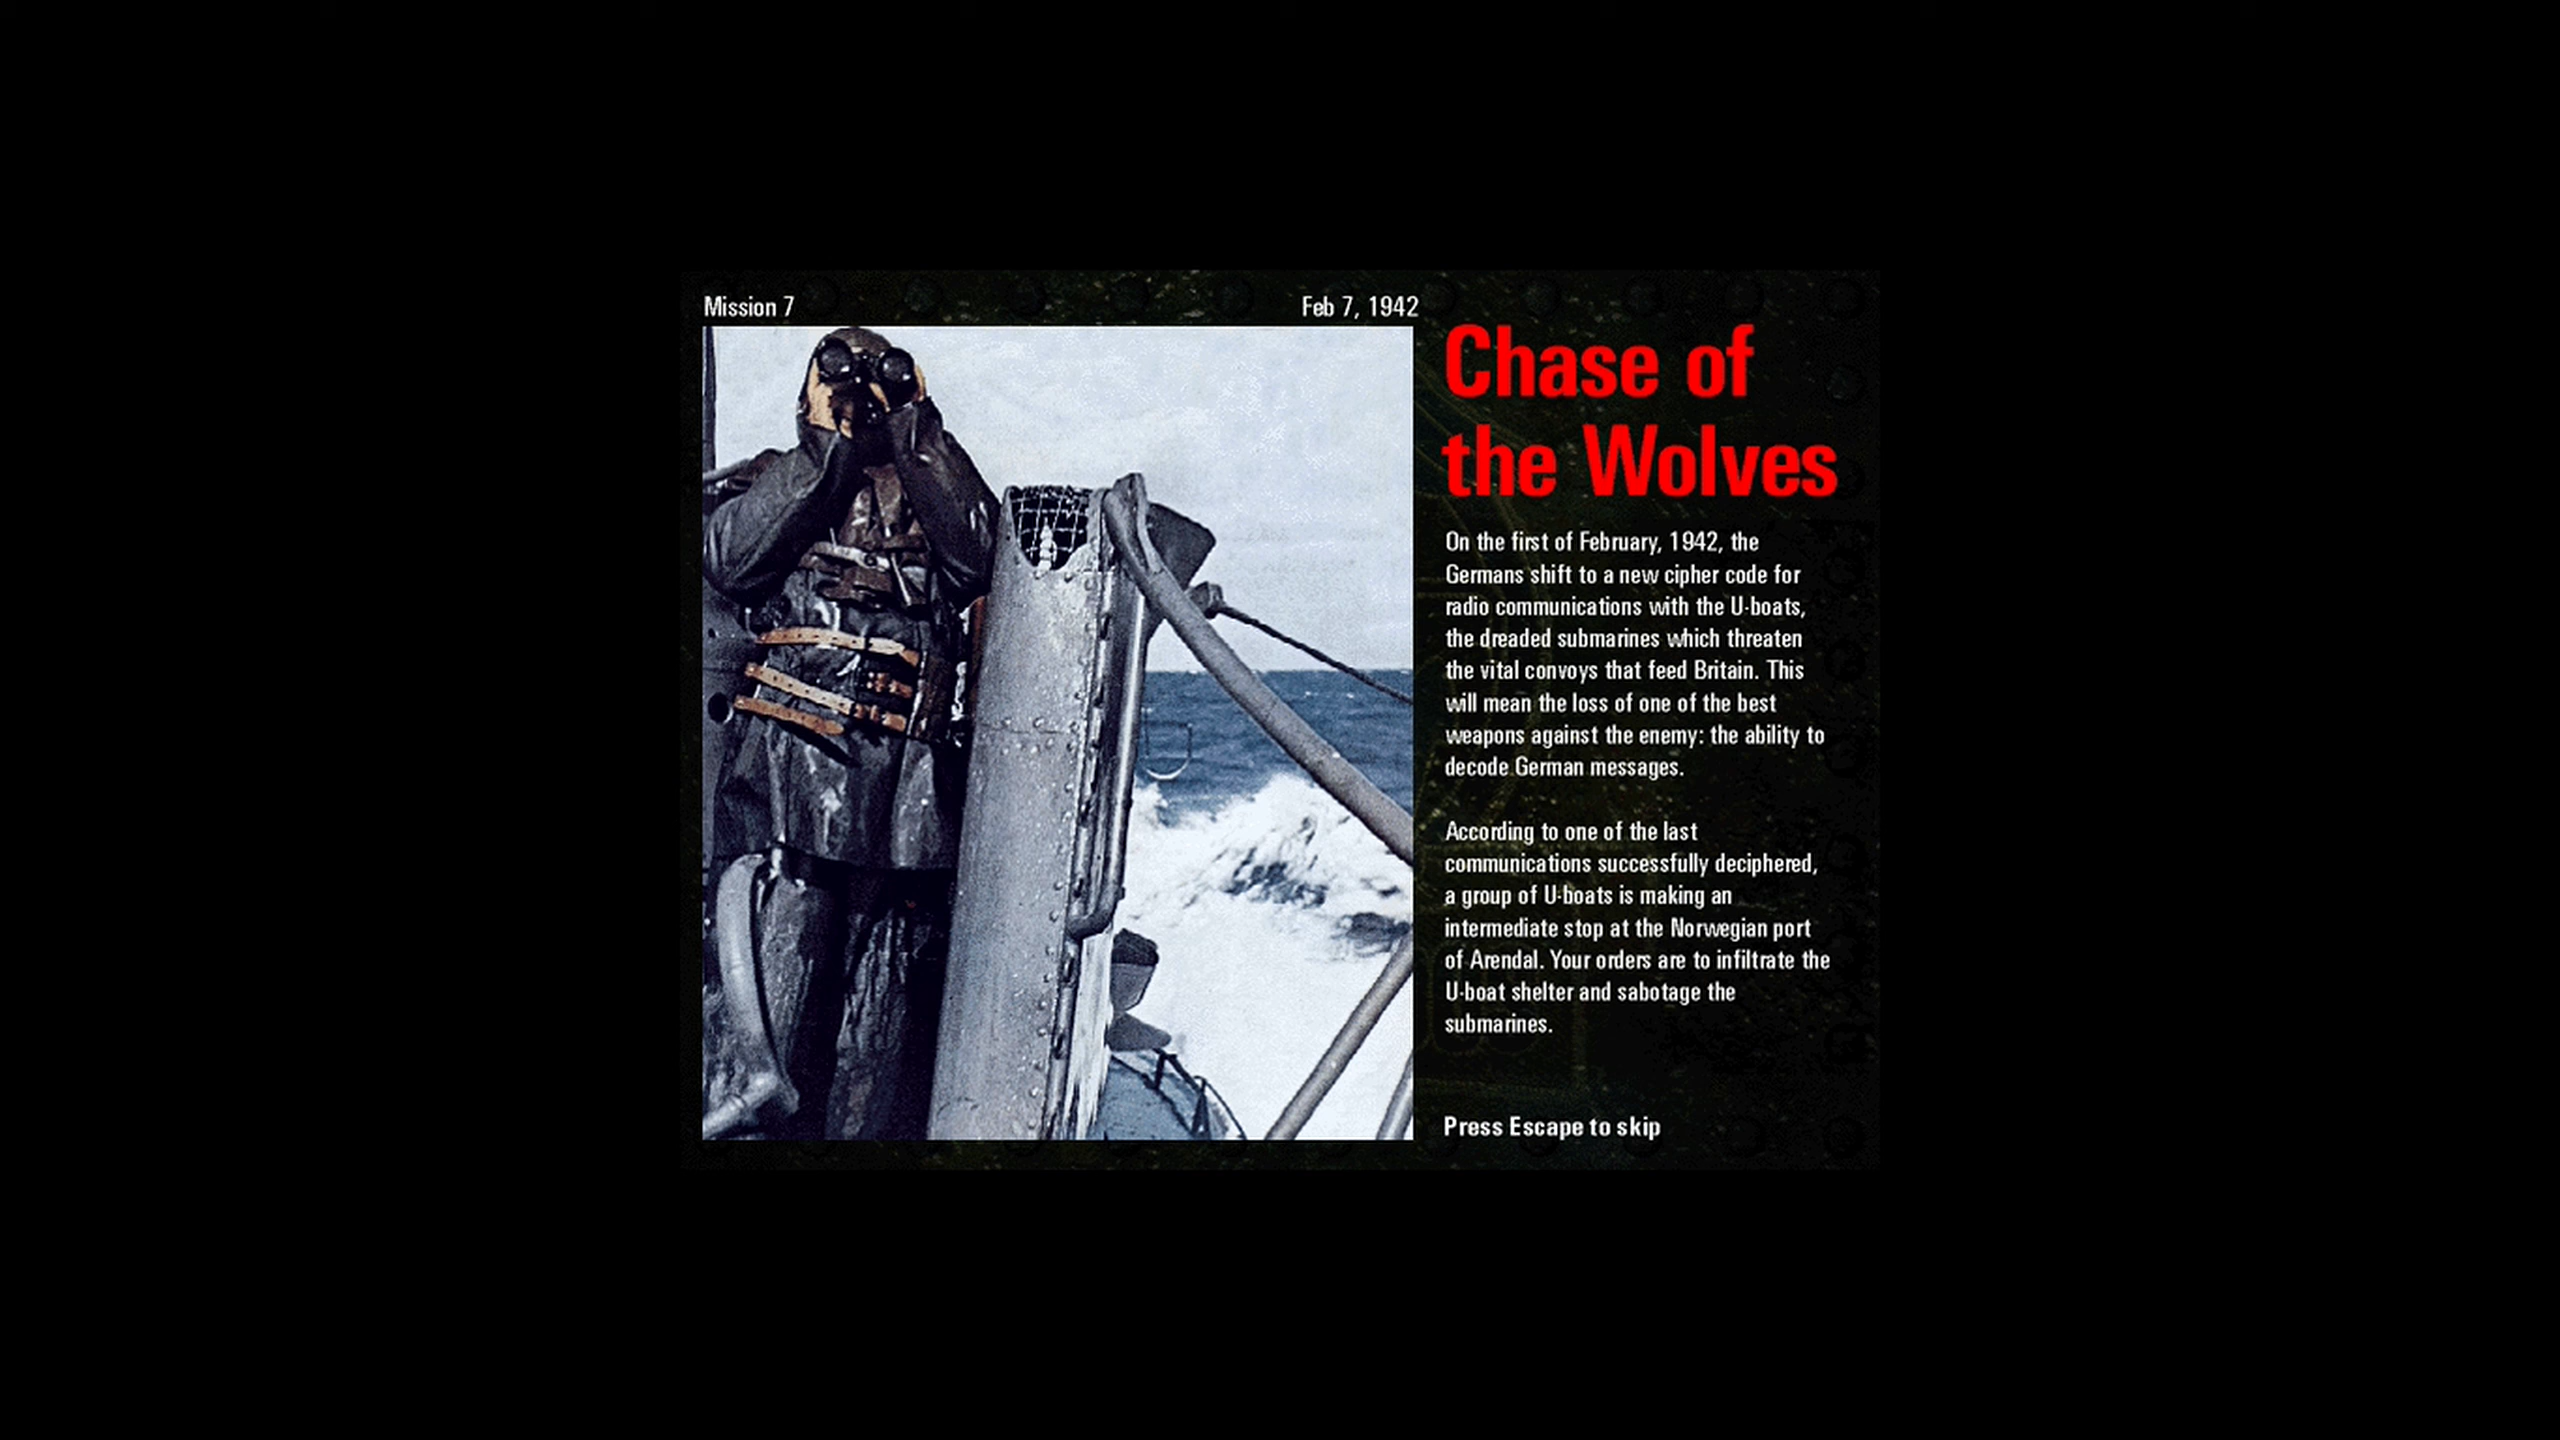 Mission 7
Feb 7, 1942
Chase of
the Wolves
On the first of February, 1942, the
Germans shift to a new cipher code for
radio communications with the U-boats,
the dreaded submarines which threaten
the vital convoys that feed Britain. This
will mean the loss of one of the best
weapons against the enemy: the ability to
decode German messages.
According to one of the last
communications successfully deciphered,
a group of U-boats is making an
intermediate stop at the Norwegian port
of Arendal. Your orders are to infiltrate the
U-boat shelter and sabotage the
submarines.
Press Escape to skip